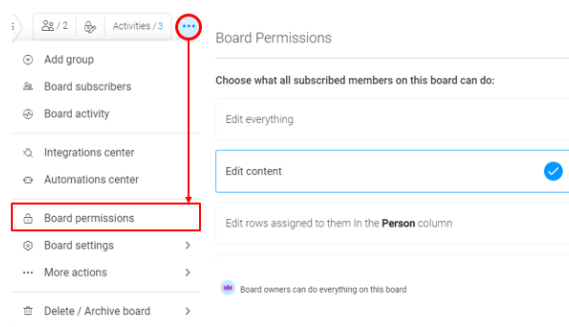 / 2
Activities / 3
Add group
Board subscribers
Board activity
Integrations center
Automations center
Board permissions
Board settings
More actions
Delete / Archive board
Board Permissions
Choose what all subscribed members on this board can do:
Edit everything
Edit content
Edit rows assigned to them In the Person column
Board owners can do everything on this board